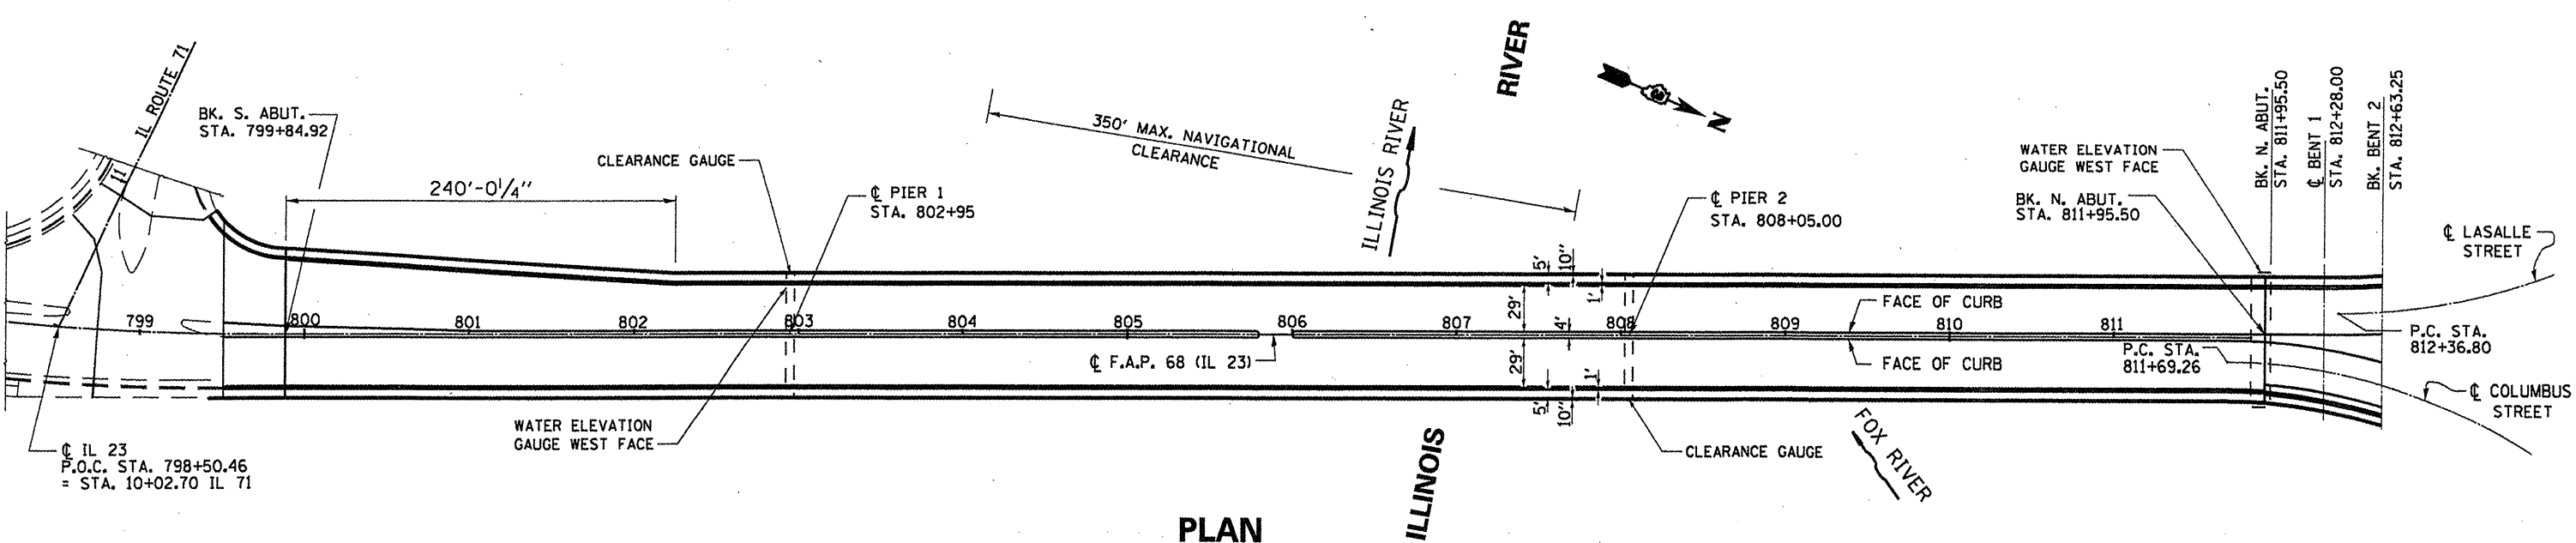 IL ROUTE 71
11
BK. S. ABUT.
STA. 799+84.92
240'-0 1/4"
CLEARANCE GAUGE
℄ PIER 1
STA. 802+95
350' MAX. NAVIGATIONAL
CLEARANCE
ILLINOIS RIVER
RIVER
N
℄ PIER 2
STA. 808+05.00
WATER ELEVATION
GAUGE WEST FACE
BK. N. ABUT.
STA. 811+95.50
BK. N. ABUT.
STA. 811+95.50
℄ BENT 1
STA. 812+28.00
BK. BENT 2
STA. 812+63.25
℄ LASALLE
STREET
5'
10"
1'
29'
4'
FACE OF CURB
799
800
801
802
803
804
805
806
807
808
809
810
811
P.C. STA.
812+36.80
℄ F.A.P. 68 (IL 23)
29'
FACE OF CURB
P.C. STA.
811+69.26
5'
10"
1'
℄ COLUMBUS
STREET
WATER ELEVATION
GAUGE WEST FACE
CLEARANCE GAUGE
FOX RIVER
℄ IL 23
P.O.C. STA. 798+50.46
= STA. 10+02.70 IL 71
ILLINOIS
PLAN